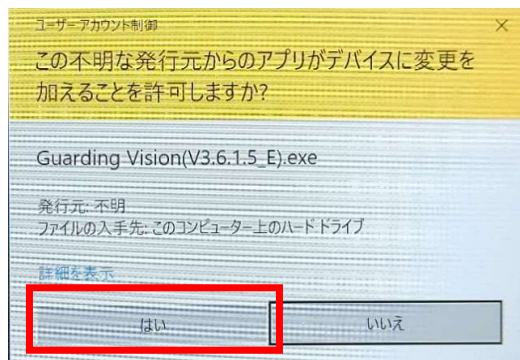 ユーザー アカウント制御
この不明な発行元からのアプリがデバイスに変更を
加えることを許可しますか?
Guarding Vision(V3.6.1.5_E).exe
発行元: 不明
ファイルの入手先: このコンピューター上のハード ドライブ
詳細を表示
はい
いいえ